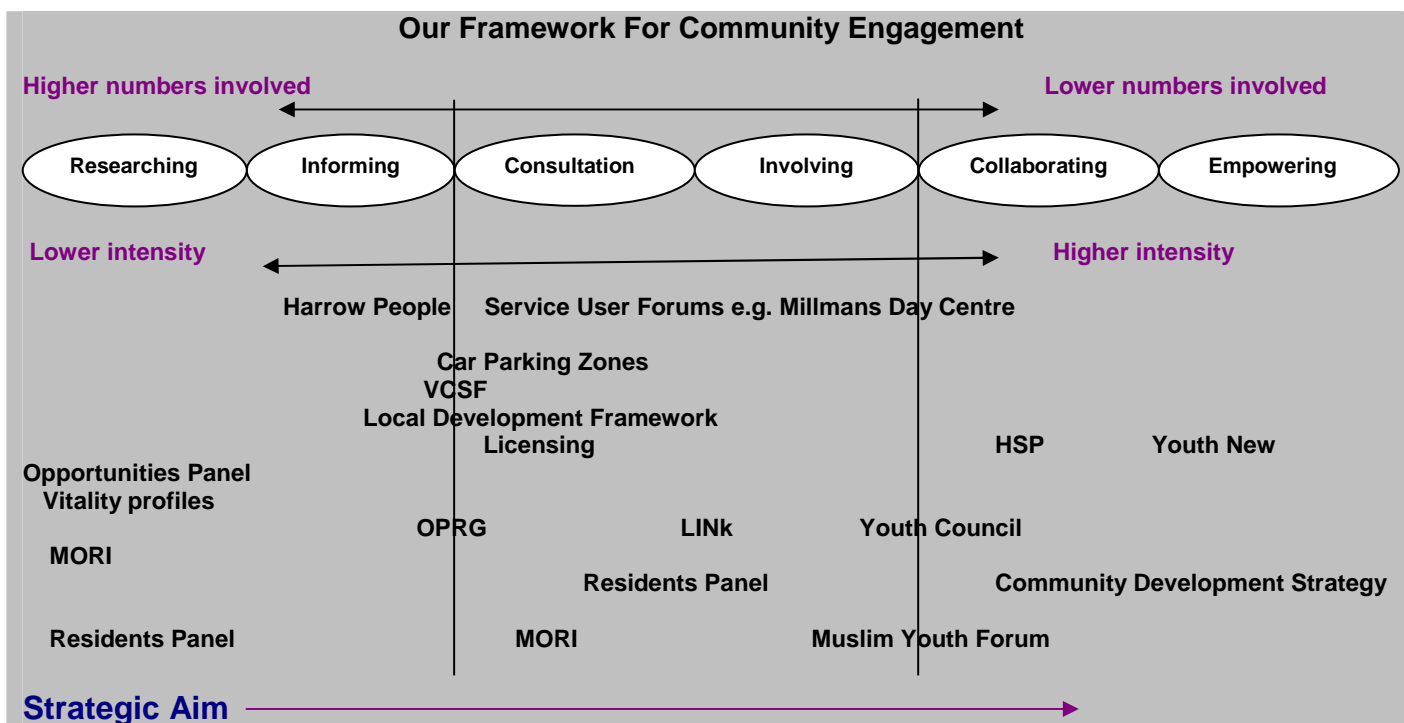 Our Framework For Community Engagement
Higher numbers involved Lower numbers involved
Researching Informing Consultation Involving Collaborating Empowering
Lower intensity Higher intensity
Harrow People Service User Forums e.g. Millmans Day Centre
Car Parking Zones
VCSF
Local Development Framework
Licensing HSP Youth New
Opportunities Panel
Vitality profiles
OPRG LINk Youth Council
MORI
Residents Panel Community Development Strategy
Residents Panel MORI Muslim Youth Forum
Strategic Aim